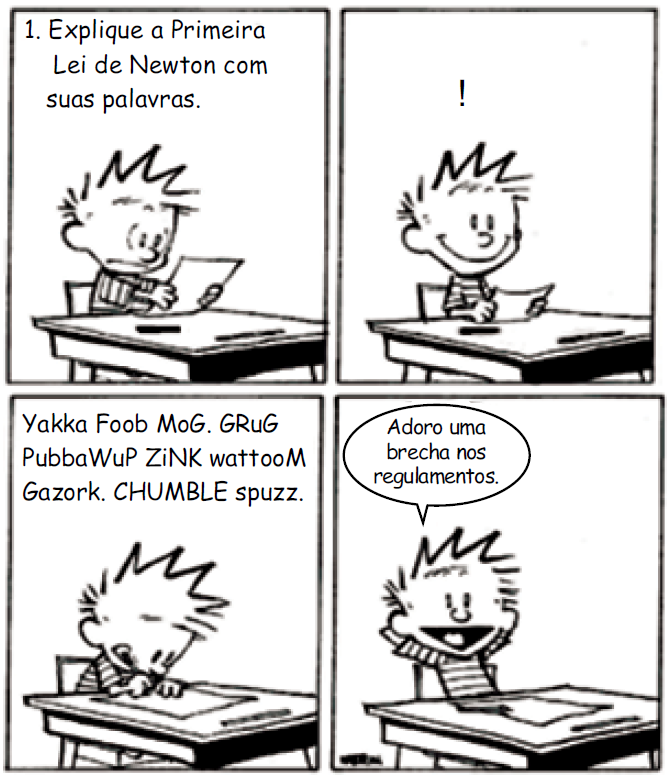 1. Explique a Primeira
Lei de Newton com
suas palavras.
!
Yakka Foob MoG. GRuG
PubbaWuP ZiNK wattooM
Gazork. CHUMBLE spuzz.
Adoro uma
brecha nos
regulamentos.